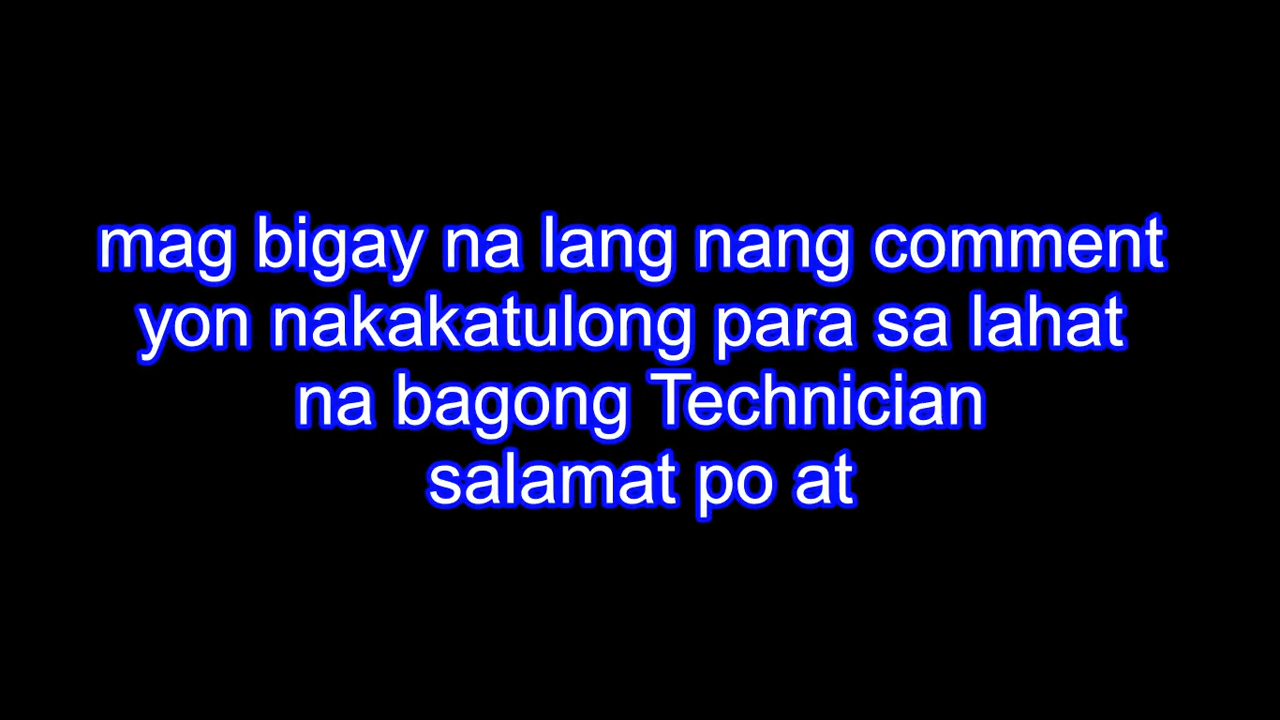 mag bigay na lang nang comment
yon nakakatulong para sa lahat
na bagong Technician
salamat po at